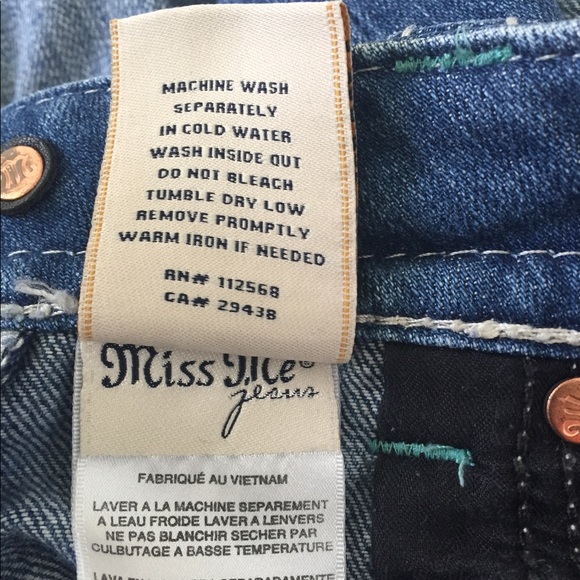 MACHINE WASH
SEPARATELY
IN COLD WATER
WASH INSIDE OUT
DO NOT BLEACH
TUMBLE DRY LOW
REMOVE PROMPTLY
WARM IRON IF NEEDED
RN# 112568
CA# 29438
Miss Me®
jeans
FABRIQUÉ AU VIETNAM
LAVER A LA MACHINE SEPAREMENT
A LEAU FROIDE LAVER A LENVERS
NE PAS BLANCHIR SECHER PAR
CULBUTAGE A BASSE TEMPERATURE
SEPARADAMENTE